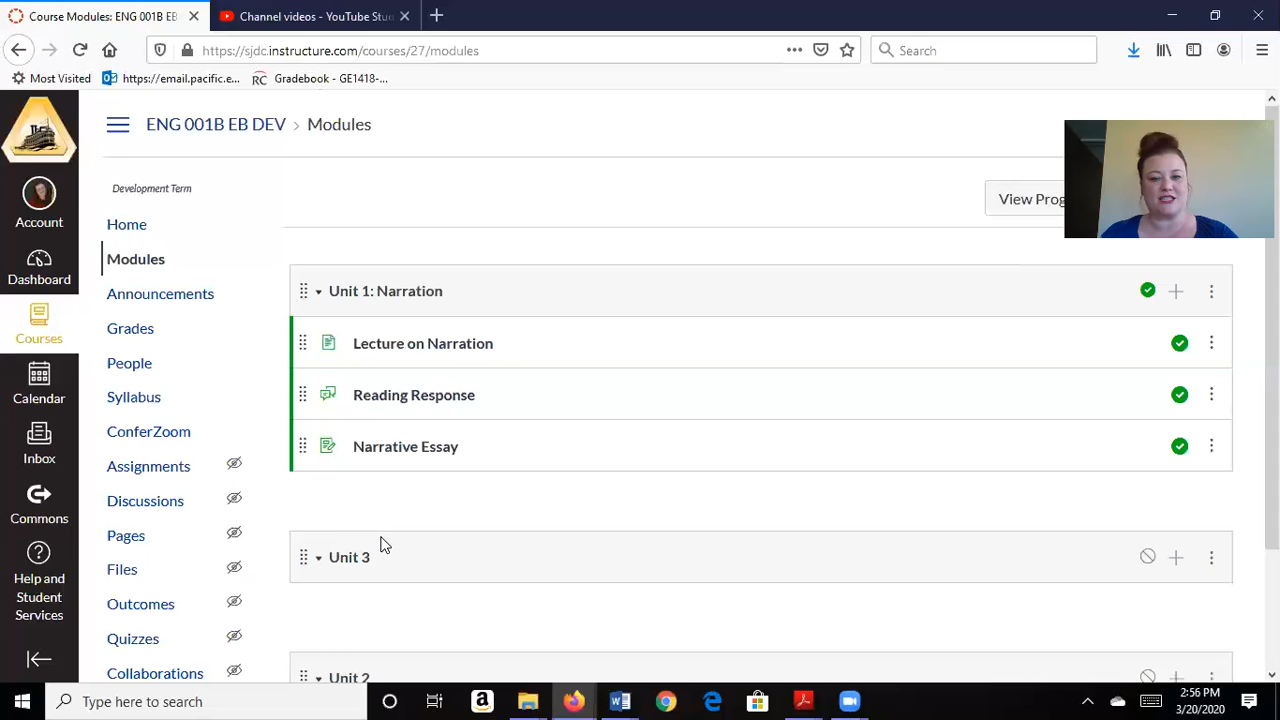 Course Modules: ENG 001B EB
Channel videos - YouTube Stu
https://sjdc.instructure.com/courses/27/modules
Search
Most Visited
https://email.pacific.e...
Gradebook - GE1418-...
ENG 001B EB DEV > Modules
Development Term
View Prog
Account
Dashboard
Courses
Calendar
Inbox
Commons
Help and
Student
Services
Home
Modules
Announcements
Grades
People
Syllabus
ConferZoom
Assignments
Discussions
Pages
Files
Outcomes
Quizzes
Collaborations
Unit 1: Narration
Lecture on Narration
Reading Response
Narrative Essay
Unit 3
Unit 2
Type here to search
2:56 PM
3/20/2020